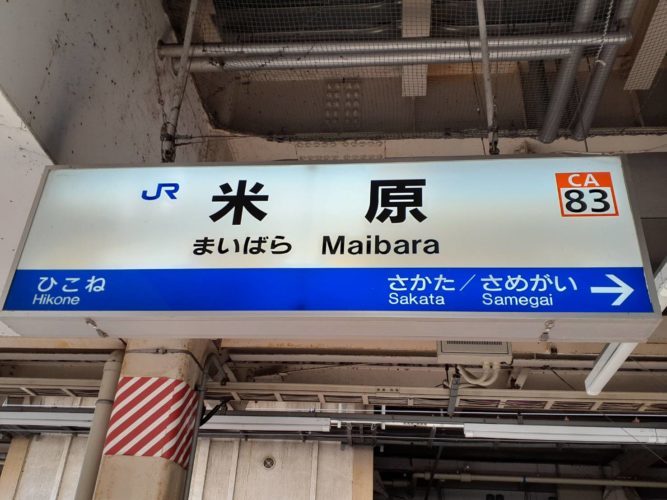 JR 米原 CA
83
まいばら Maibara
ひこね さかた／さめがい →
Hikone Sakata Samegai